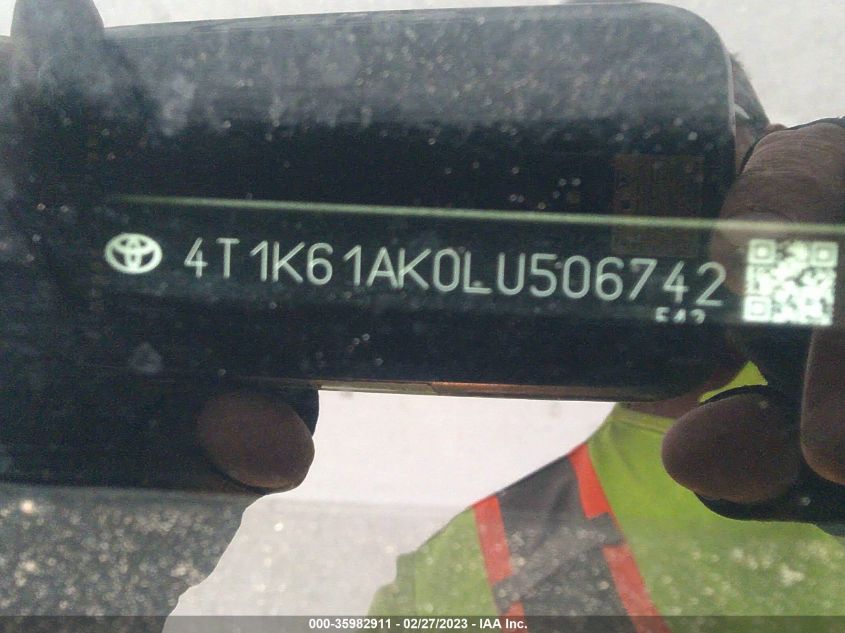 4T1K61AK0LU506742
000-35982911 - 02/27/2023 - IAA Inc.